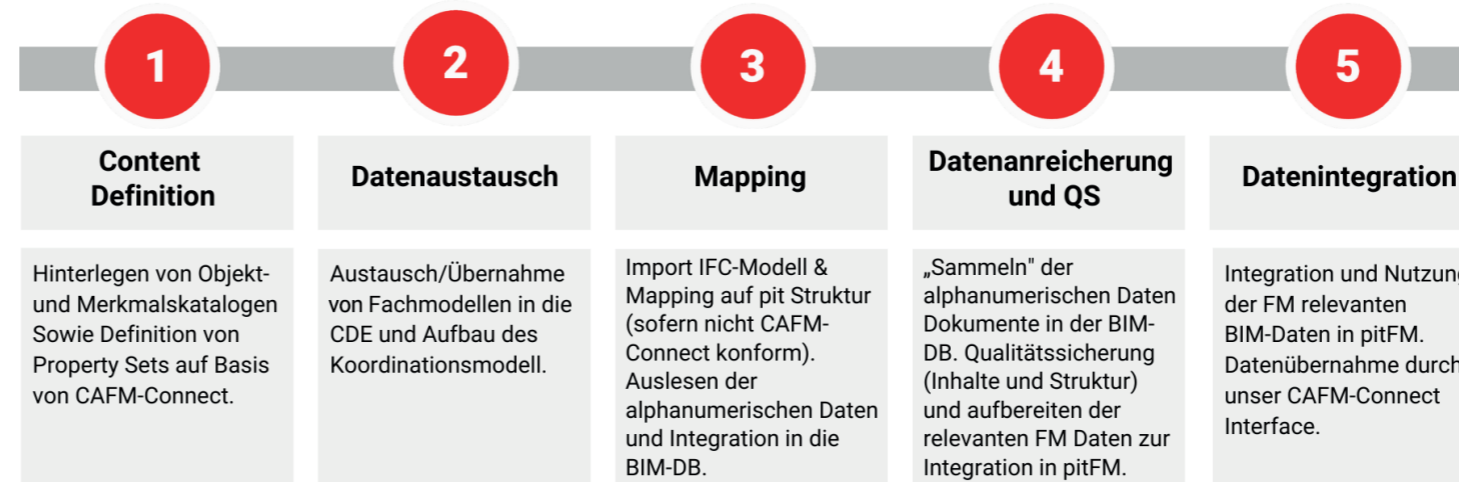 1
2
3
4
5
Content
Definition
Datenaustausch
Mapping
Datenanreicherung
und QS
Datenintegration
Hinterlegen von Objekt-
und Merkmalskatalogen
Sowie Definition von
Property Sets auf Basis
von CAFM-Connect.
Austausch/Übernahme
von Fachmodellen in die
CDE und Aufbau des
Koordinationsmodell.
Import IFC-Modell &
Mapping auf pit Struktur
(sofern nicht CAFM-
Connect konform).
Auslesen der
alphanumerischen Daten
und Integration in die
BIM-DB.
„Sammeln" der
alphanumerischen Daten
Dokumente in der BIM-
DB. Qualitätssicherung
(Inhalte und Struktur)
und aufbereiten der
relevanten FM Daten zur
Integration in pitFM.
Integration und Nutzung
der FM relevanten
BIM-Daten in pitFM.
Datenübernahme durch
unser CAFM-Connect
Interface.